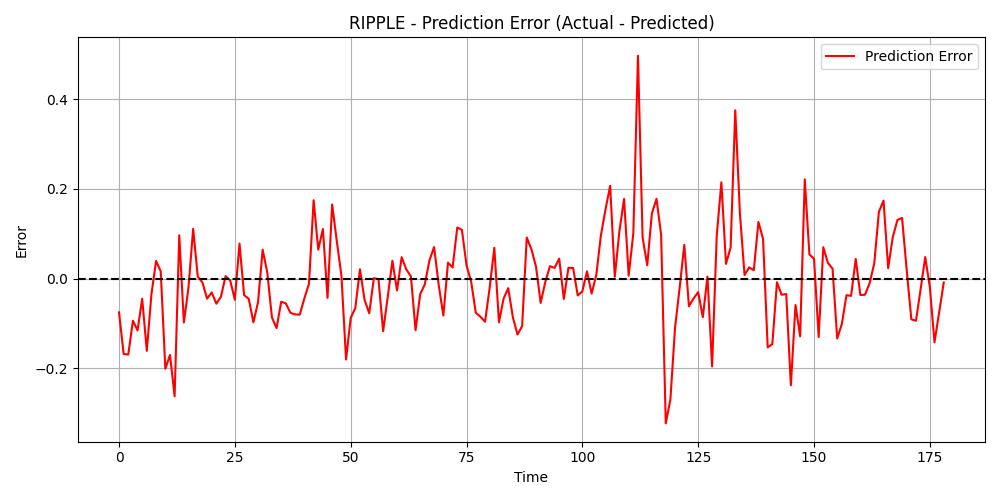 RIPPLE - Prediction Error (Actual - Predicted)
Prediction Error
Error
0.4
0.2
0.0
−0.2
0 25 50 75 100 125 150 175
Time